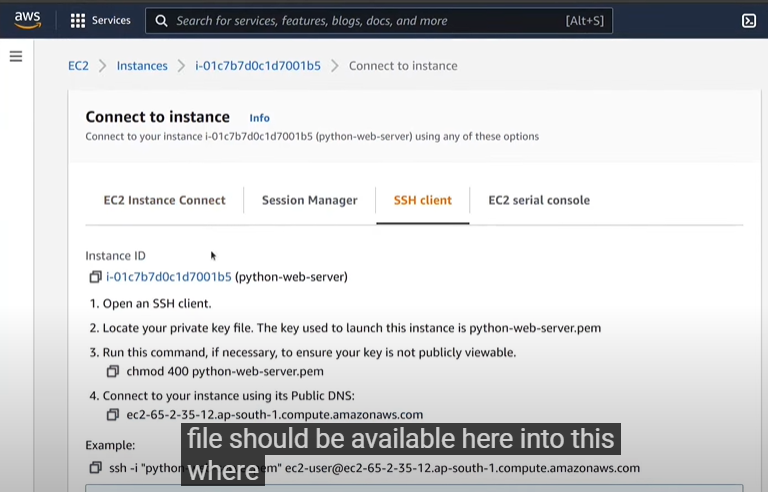 aws Services Search for services, features, blogs, docs, and more [Alt+S]
EC2 > Instances > i-01c7b7d0c1d7001b5 > Connect to instance
Connect to instance Info
Connect to your instance i-01c7b7d0c1d7001b5 (python-web-server) using any of these options
EC2 Instance Connect Session Manager SSH client EC2 serial console
Instance ID
i-01c7b7d0c1d7001b5 (python-web-server)
1. Open an SSH client.
2. Locate your private key file. The key used to launch this instance is python-web-server.pem
3. Run this command, if necessary, to ensure your key is not publicly viewable.
chmod 400 python-web-server.pem
4. Connect to your instance using its Public DNS:
ec2-65-2-35-12.ap-south-1.compute.amazonaws.com
Example:
file should be available here into this
where
ssh -i "python em" ec2-user@ec2-65-2-35-12.ap-south-1.compute.amazonaws.com